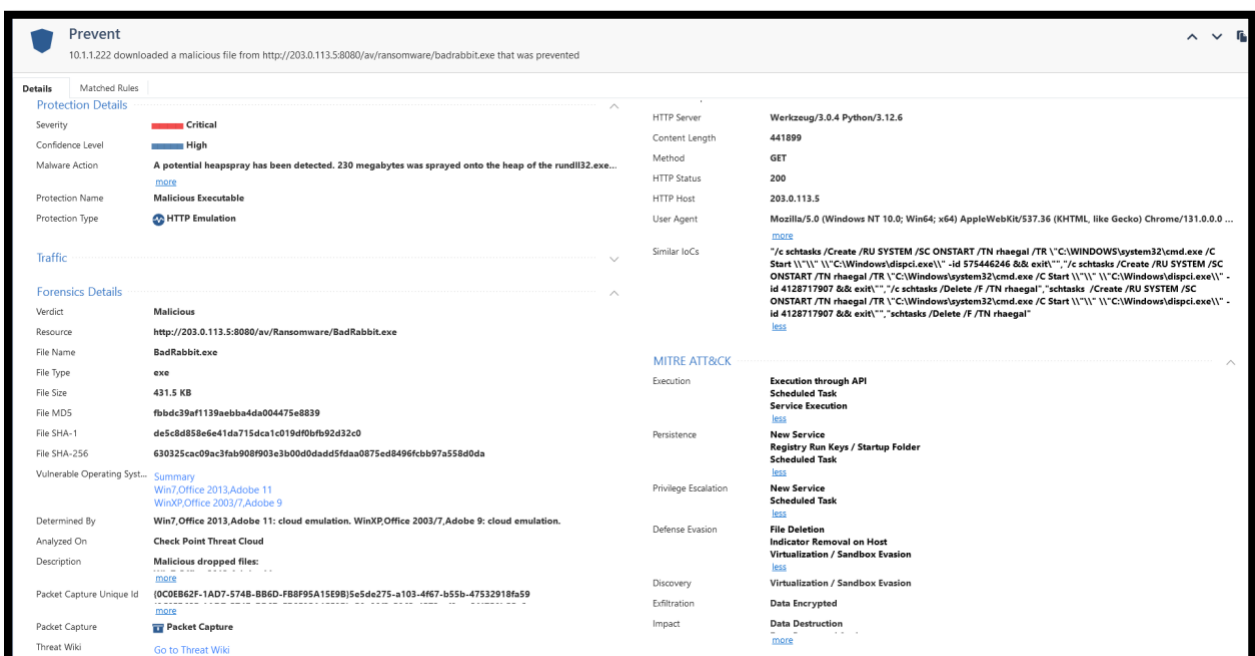 Prevent
10.1.1.222 downloaded a malicious file from http://203.0.113.5:8080/av/ransomware/badrabbit.exe that was prevented
Details
Matched Rules
Protection Details
Severity
Critical
Confidence Level
High
Malware Action
A potential heapspray has been detected. 230 megabytes was sprayed onto the heap of the rundll32.exe...
more
Protection Name
Malicious Executable
Protection Type
HTTP Emulation
Traffic
Forensics Details
Verdict
Malicious
Resource
http://203.0.113.5:8080/av/Ransomware/BadRabbit.exe
File Name
BadRabbit.exe
File Type
exe
File Size
431.5 KB
File MD5
fbbdc39af1139aebba4da004475e8839
File SHA-1
de5c8d858e6e41da715dca1c019df0bfb92d32c0
File SHA-256
630325cac09ac3fab908f903e3b00d0dadd5fdaa0875ed8496fcbb97a558d0da
Vulnerable Operating Syst...
Summary
Win7,Office 2013,Adobe 11
WinXP,Office 2003/7,Adobe 9
Determined By
Win7,Office 2013,Adobe 11: cloud emulation. WinXP,Office 2003/7,Adobe 9: cloud emulation.
Analyzed On
Check Point Threat Cloud
Description
Malicious dropped files:
more
Packet Capture Unique Id
(0C0EB62F-1AD7-574B-BB6D-FB8F95A15E9B)5e5de275-a103-4f67-b55b-47532918fa59
more
Packet Capture
Packet Capture
Threat Wiki
Go to Threat Wiki
HTTP Server
Werkzeug/3.0.4 Python/3.12.6
Content Length
441899
Method
GET
HTTP Status
200
HTTP Host
203.0.113.5
User Agent
Mozilla/5.0 (Windows NT 10.0; Win64; x64) AppleWebKit/537.36 (KHTML, like Gecko) Chrome/131.0.0.0 ...
more
Similar IoCs
"/c schtasks /Create /RU SYSTEM /SC ONSTART /TN rhaegal /TR \"C:\WINDOWS\system32\cmd.exe /C
Start \\"\\" \\"C:\Windows\dispci.exe\\" -id 575446246 && exit\"","/c schtasks /Create /RU SYSTEM /SC
ONSTART /TN rhaegal /TR \"C:\Windows\system32\cmd.exe /C Start \\"\\" \\"C:\Windows\dispci.exe\\" -
id 4128717907 && exit\"","/c schtasks /Delete /F /TN rhaegal","schtasks /Create /RU SYSTEM /SC
ONSTART /TN rhaegal /TR \"C:\Windows\system32\cmd.exe /C Start \\"\\" \\"C:\Windows\dispci.exe\\" -
id 4128717907 && exit\"","schtasks /Delete /F /TN rhaegal"
less
MITRE ATT&CK
Execution
Execution through API
Scheduled Task
Service Execution
less
Persistence
New Service
Registry Run Keys / Startup Folder
Scheduled Task
less
Privilege Escalation
New Service
Scheduled Task
less
Defense Evasion
File Deletion
Indicator Removal on Host
Virtualization / Sandbox Evasion
less
Discovery
Virtualization / Sandbox Evasion
Exfiltration
Data Encrypted
Impact
Data Destruction
more